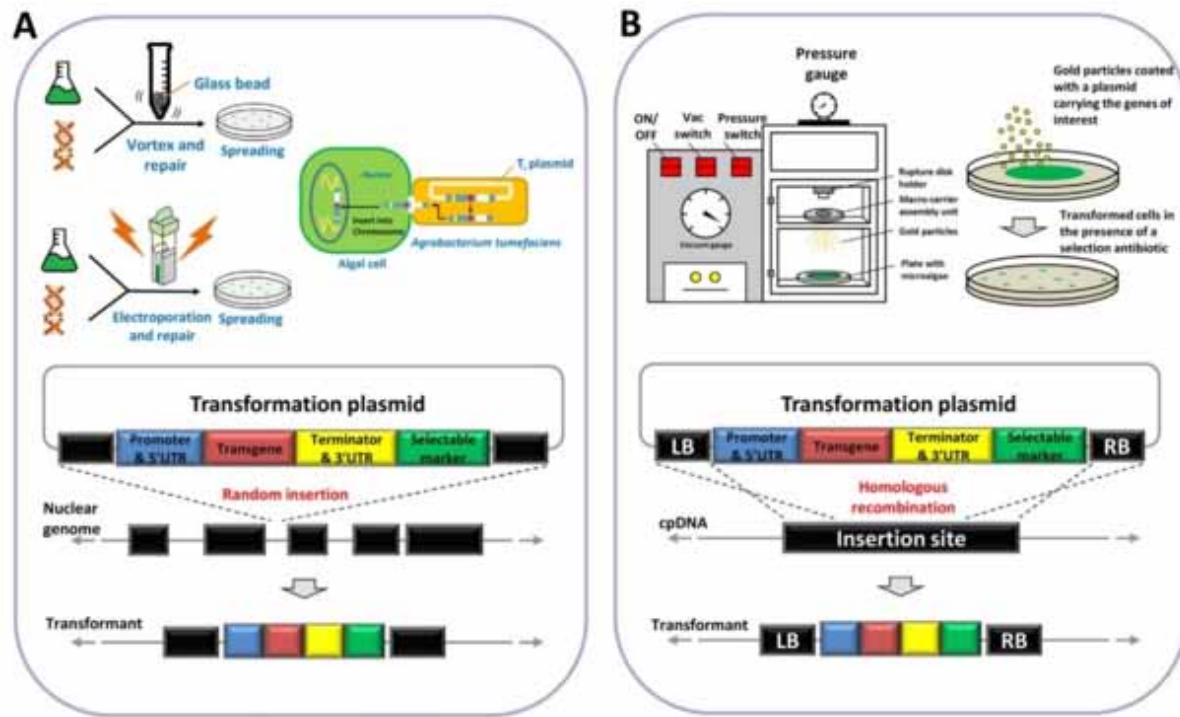 A
Glass bead
Vortex and
repair
Spreading
Electroporation
and repair
Spreading
Insert into
Chromosome
Algal cell
plasmid
Agrobacterium tumefaciens
Transformation plasmid
Promoter
& 5'UTR
Transgene
Terminator
& 3'UTR
Selectable
marker
Random insertion
Nuclear
genome
Transformant
B
Pressure
gauge
ON/
OFF
Vac
switch
Pressure
switch
Vacuum gauge
Rupture disk
holder
Macro carrier
assembly unit
Gold particles
Plate with
microalgae
Gold particles coated
with a plasmid
carrying the genes of
interest
Transformed cells in
the presence of a
selection antibiotic
Transformation plasmid
LB
Promoter
& 5'UTR
Transgene
Terminator
& 3'UTR
Selectable
marker
RB
Homologous
recombination
cpDNA
Insertion site
Transformant
LB
RB